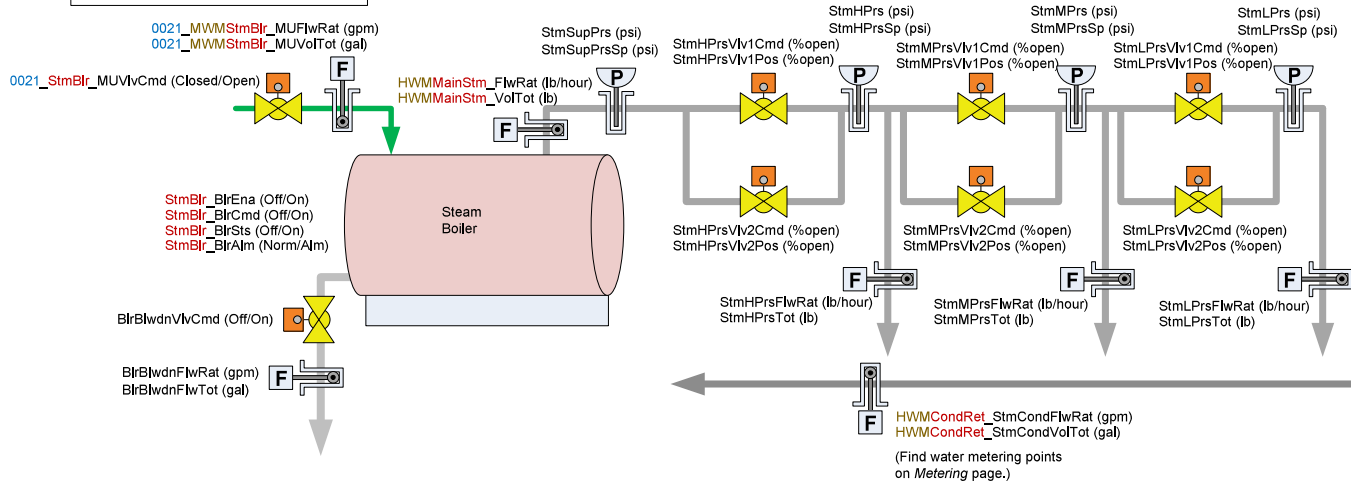 0021_MWMStmBlr_MUFlwRat (gpm)
0021_MWMStmBlr_MUVolTot (gal)
0021_StmBlr_MUVlvCmd (Closed/Open)
F
HWMMainStm_FlwRat (lb/hour)
HWMMainStm_VolTot (lb)
F
StmSupPrs (psi)
StmSupPrsSp (psi)
P
StmHPrsVlv1Cmd (%open)
StmHPrsVlv1Pos (%open)
StmHPrs (psi)
StmHPrsSp (psi)
P
StmMPrsVlv1Cmd (%open)
StmMPrsVlv1Pos (%open)
StmMPrs (psi)
StmMPrsSp (psi)
P
StmLPrsVlv1Cmd (%open)
StmLPrsVlv1Pos (%open)
StmLPrs (psi)
StmLPrsSp (psi)
P
StmBlr_BlrEna (Off/On)
StmBlr_BlrCmd (Off/On)
StmBlr_BlrSts (Off/On)
StmBlr_BlrAlm (Norm/Alm)
Steam
Boiler
StmHPrsVlv2Cmd (%open)
StmHPrsVlv2Pos (%open)
StmMPrsVlv2Cmd (%open)
StmMPrsVlv2Pos (%open)
StmLPrsVlv2Cmd (%open)
StmLPrsVlv2Pos (%open)
F
StmHPrsFlwRat (lb/hour)
StmHPrsTot (lb)
F
StmMPrsFlwRat (lb/hour)
StmMPrsTot (lb)
F
StmLPrsFlwRat (lb/hour)
StmLPrsTot (lb)
BlrBlwdnVlvCmd (Off/On)
BlrBlwdnFlwRat (gpm)
BlrBlwdnFlwTot (gal)
F
F
HWMCondRet_StmCondFlwRat (gpm)
HWMCondRet_StmCondVolTot (gal)
(Find water metering points
on Metering page.)